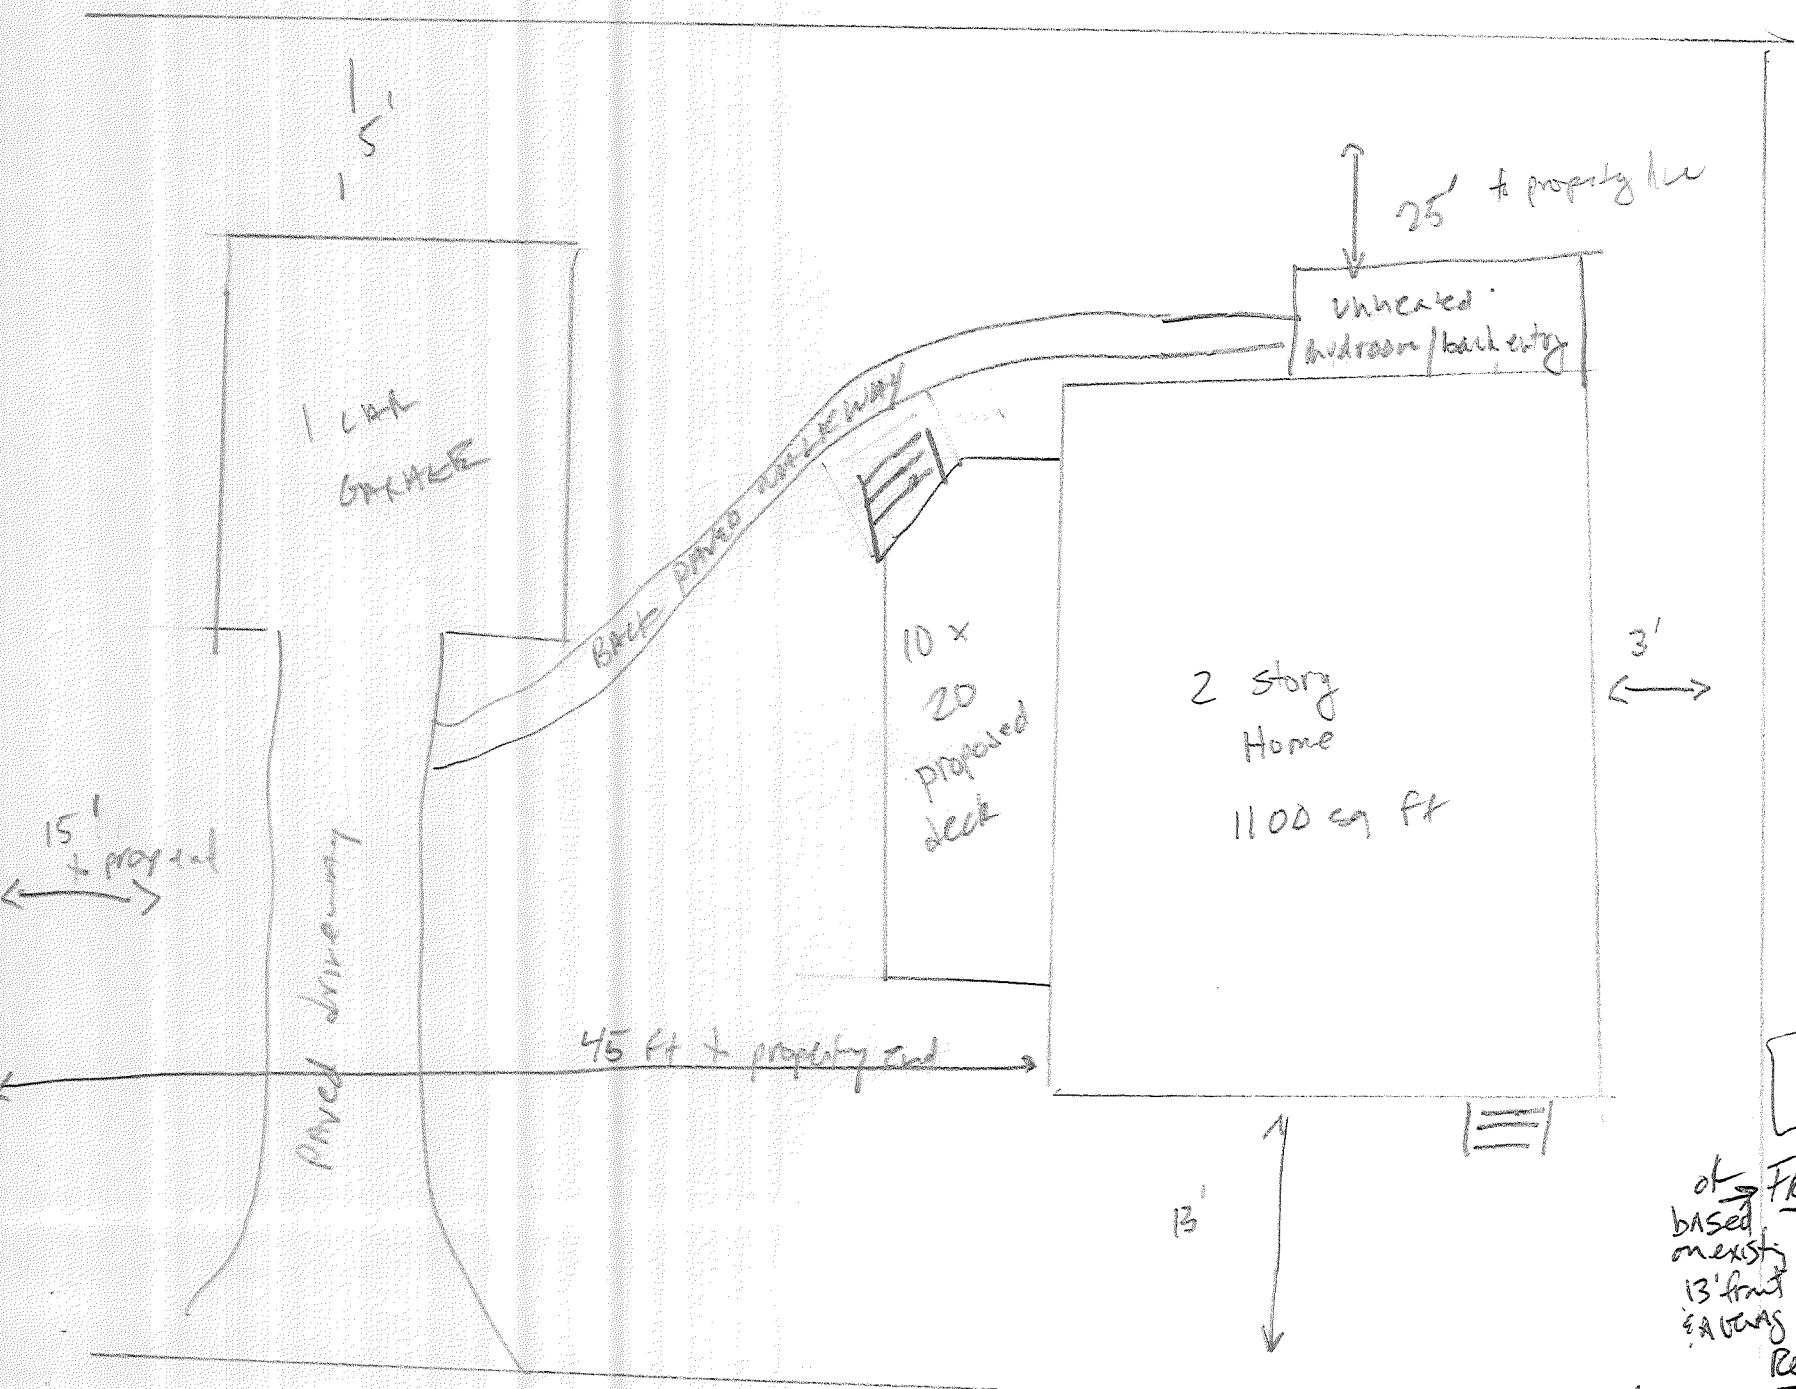 5'
25' to property line
unheated
mudroom/back entry
1 CAR
GARAGE
BACK PAVED WALKWAY
10 x
20
proposed
deck
2 story
Home
1100 sq ft
3'
15'
to propert
Paved driveway
45 ft to property end
13'
ok
based
on existing
13' front
Re